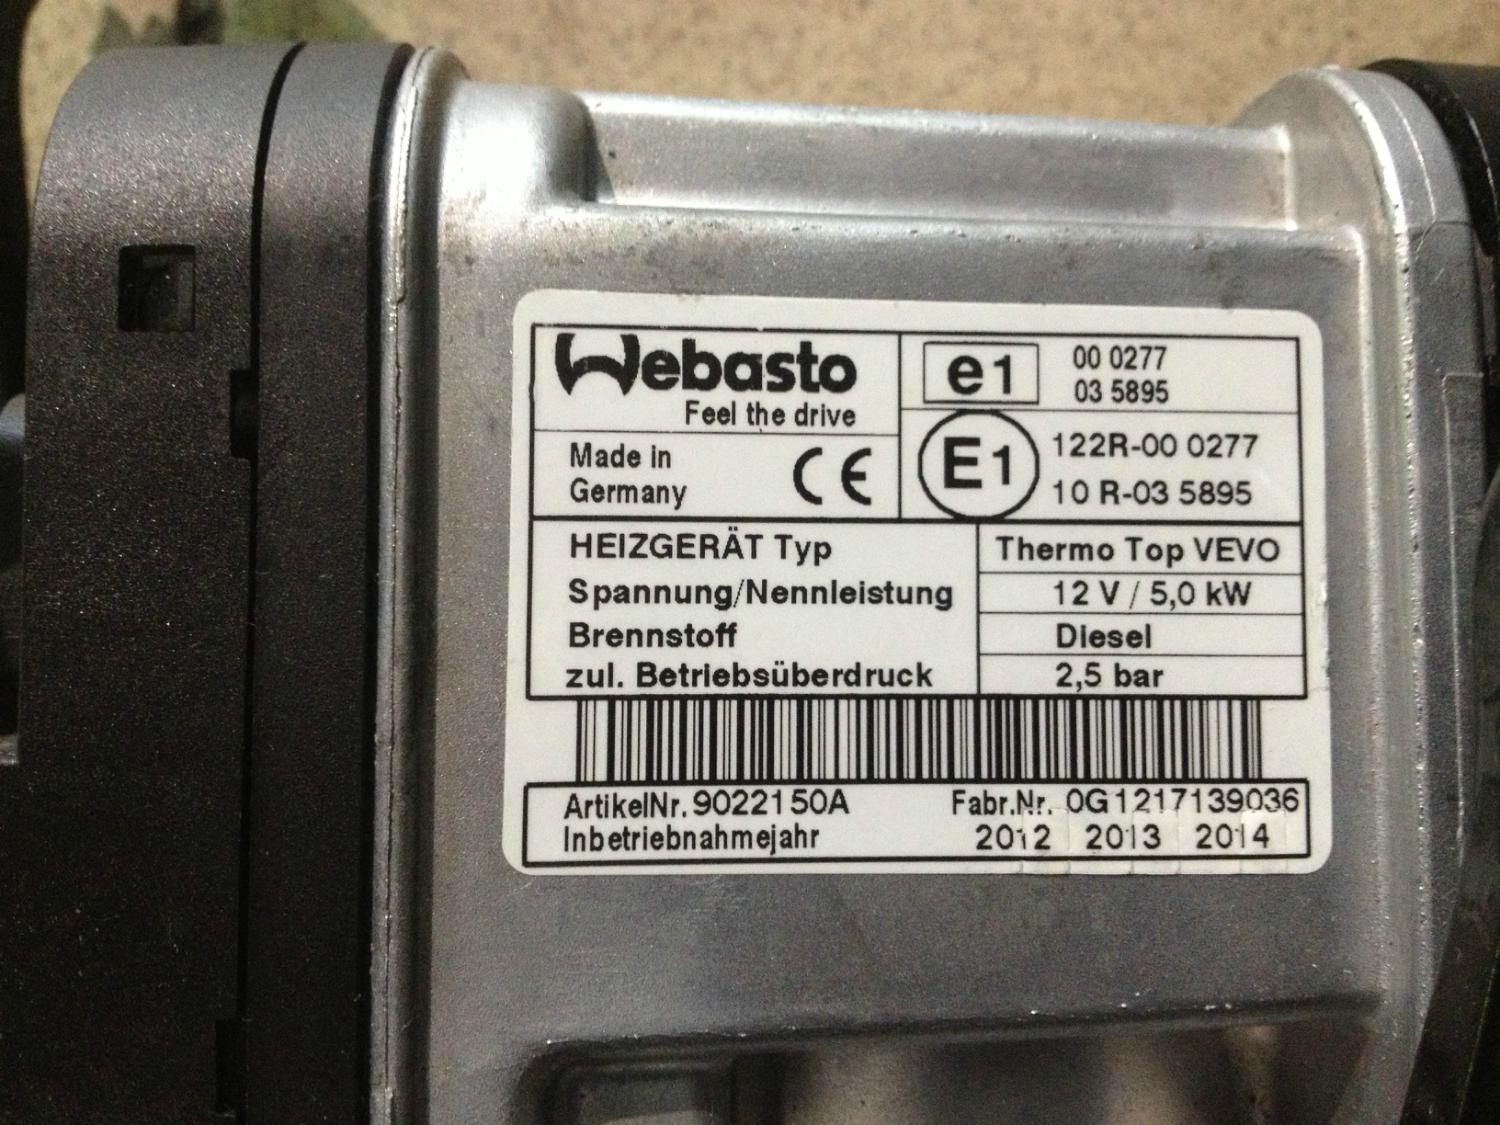 Webasto
Feel the drive
Made in
Germany
CE
e1
00 0277
03 5895
E1
122R-00 0277
10 R-03 5895
HEIZGERÄT Typ Thermo Top VEVO
Spannung/Nennleistung 12 V / 5,0 kW
Brennstoff Diesel
zul. Betriebsüberdruck 2,5 bar
ArtikelNr. 9022150A Fabr.Nr. 0G1217139036
Inbetriebnahmejahr 2012 2013 2014